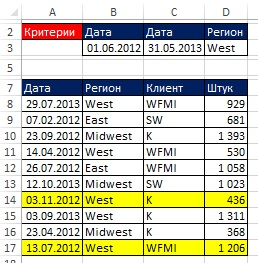 A B C D
2 Критерии Дата Дата Регион
3 01.06.2012 31.05.2013 West
5
7 Дата Регион Клиент Штук
8 29.07.2013 West WFMI 929
9 07.02.2012 East SW 681
10 23.09.2012 Midwest K 1 393
11 14.04.2012 West WFMI 530
12 26.07.2012 East WFMI 1 058
13 12.10.2013 Midwest SW 1 023
14 03.11.2012 West K 436
15 03.09.2013 West K 1 311
16 23.04.2012 Midwest K 368
17 13.07.2012 West WFMI 1 206